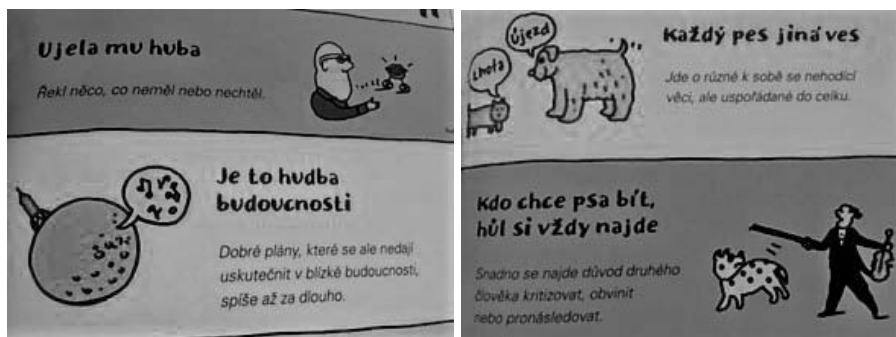 Ujela mu huba
Řekl něco, co neměl nebo nechtěl.
Je to hudba
budoucnosti
Dobré plány, které se ale nedají
uskutečnit v blízké budoucnosti,
spíše až za dlouho.
Lhota
Újezd
Každý pes jiná ves
Jde o různé k sobě se nehodící
věci, ale uspořádané do celku.
Kdo chce psa bít,
hůl si vždy najde
Snadno se najde důvod druhého
člověka kritizovat, obvinit
nebo pronásledovat.